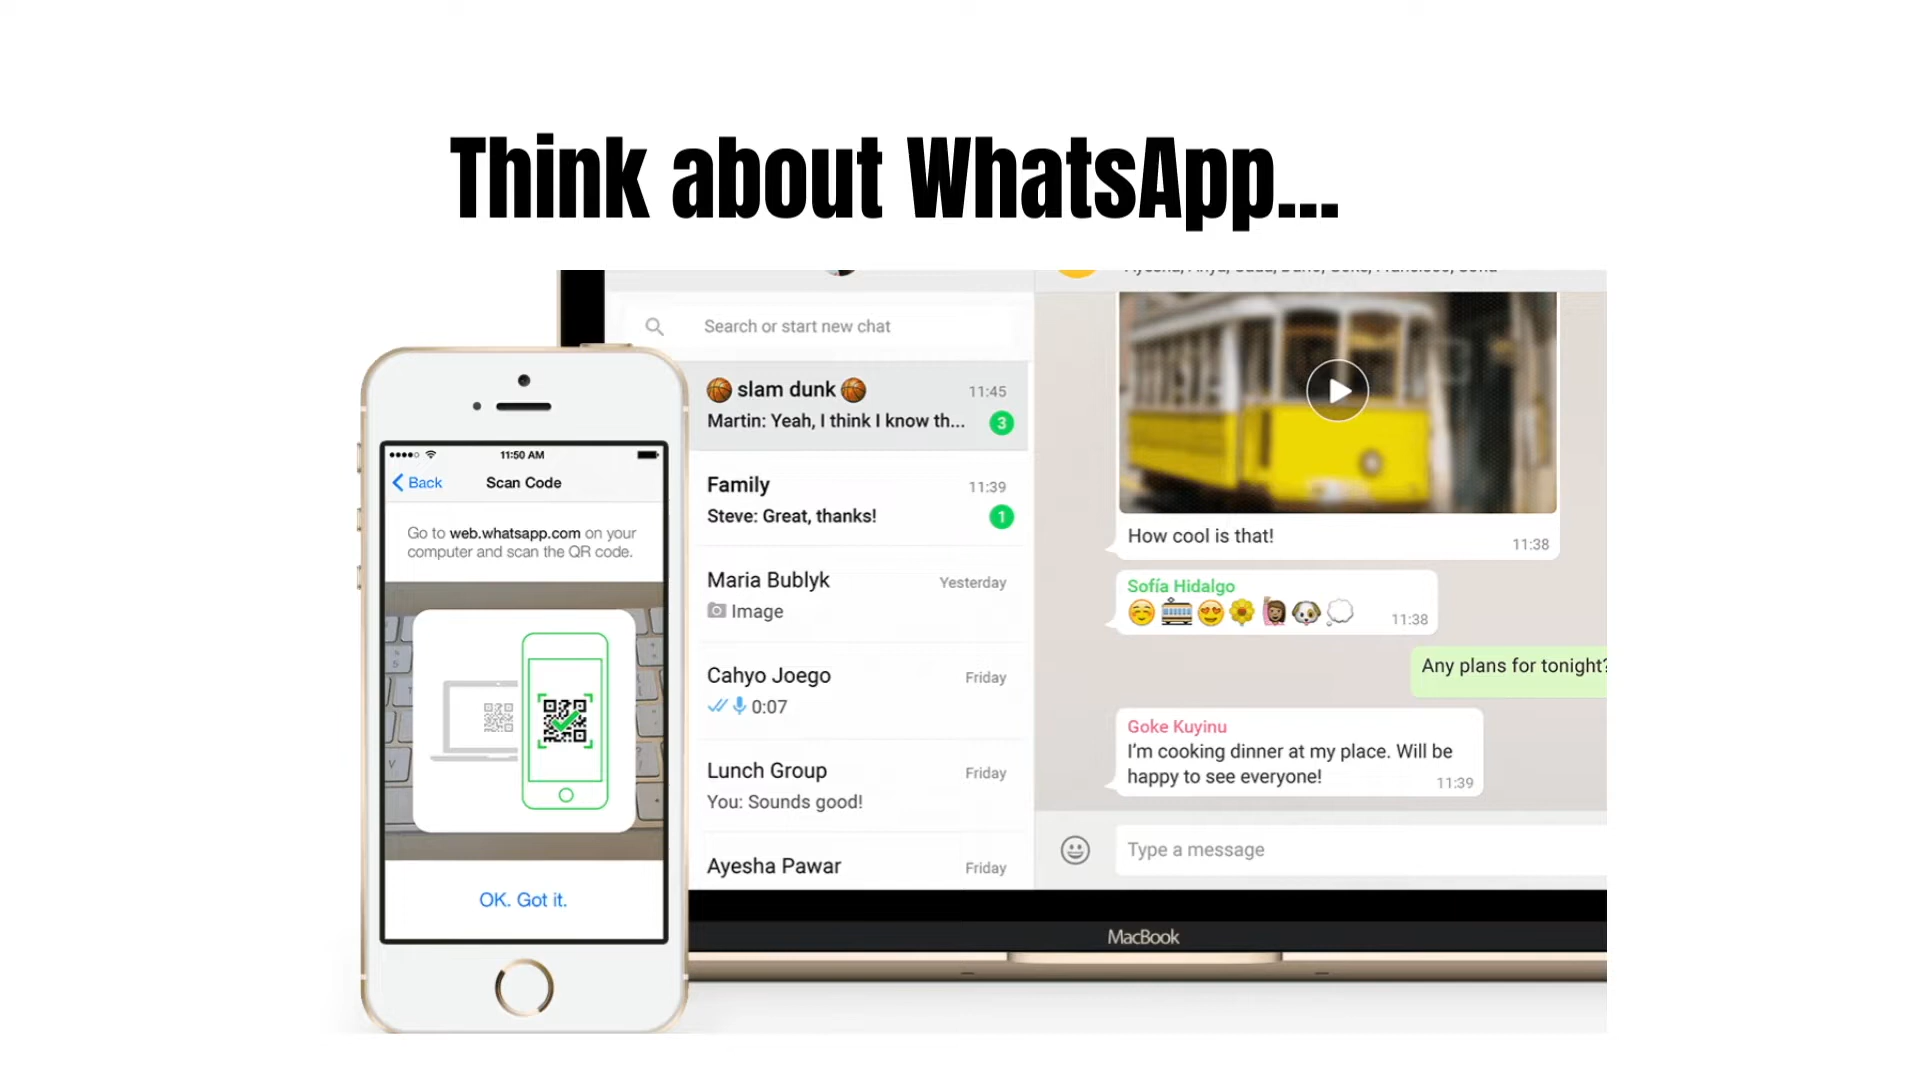 Think about WhatsApp...
11:50 AM
Back
Scan Code
Go to web.whatsapp.com on your
computer and scan the QR code.
OK. Got it.
Search or start new chat
🏀 slam dunk 🏀 11:45
Martin: Yeah, I think I know th... 3
Family 11:39
Steve: Great, thanks! 1
Maria Bublyk Yesterday
Image
Cahyo Joego Friday
0:07
Lunch Group Friday
You: Sounds good!
Ayesha Pawar Friday
How cool is that!
11:38
Sofía Hidalgo
11:38
Any plans for tonight?
Goke Kuyinu
I'm cooking dinner at my place. Will be
happy to see everyone!
11:39
Type a message
MacBook